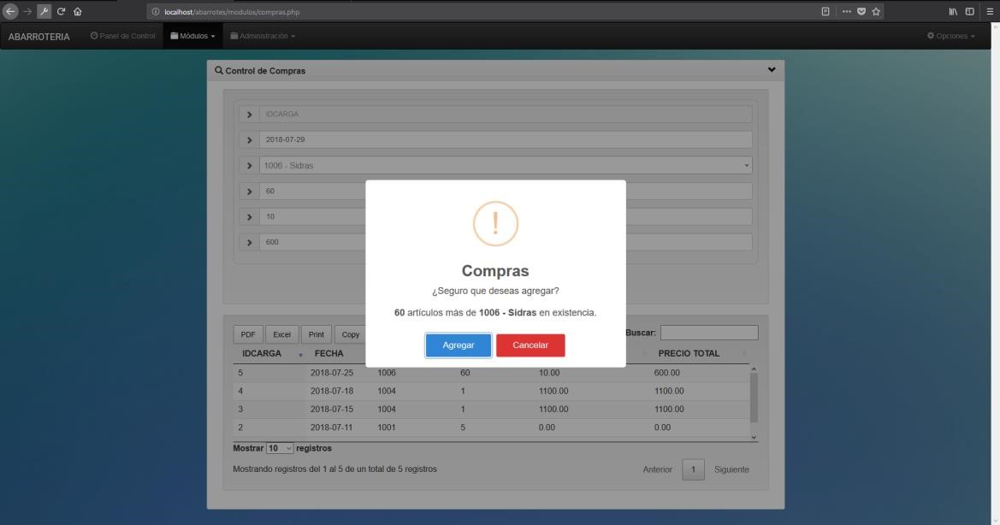 localhost/abarrotes/modulos/compras.php
ABARROTERIA Panel de Control Módulos Administración Opciones
Control de Compras
IDCARGA
2018-07-29
1006 - Sidras
60
10
600
!
Compras
¿Seguro que deseas agregar?
60 artículos más de 1006 - Sidras en existencia.
Agregar Cancelar
PDF Excel Print Copy Buscar:
IDCARGA FECHA PRECIO TOTAL
5 2018-07-25 1006 60 10.00 600.00
4 2018-07-18 1004 1 1100.00 1100.00
3 2018-07-15 1004 1 1100.00 1100.00
2 2018-07-11 1001 5 0.00 0.00
Mostrar 10 registros
Mostrando registros del 1 al 5 de un total de 5 registros
Anterior 1 Siguiente